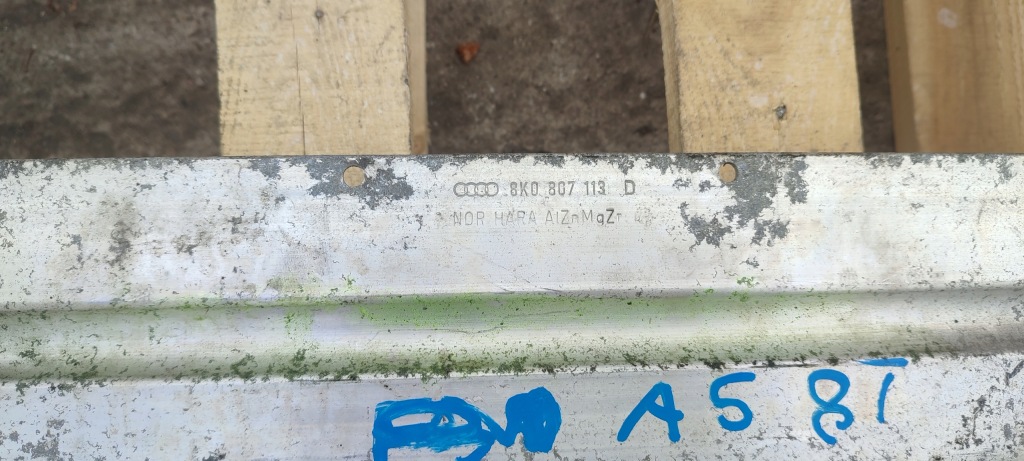 8K0 807 113 D
NOR HARA AlZnMgZr
A5 8T